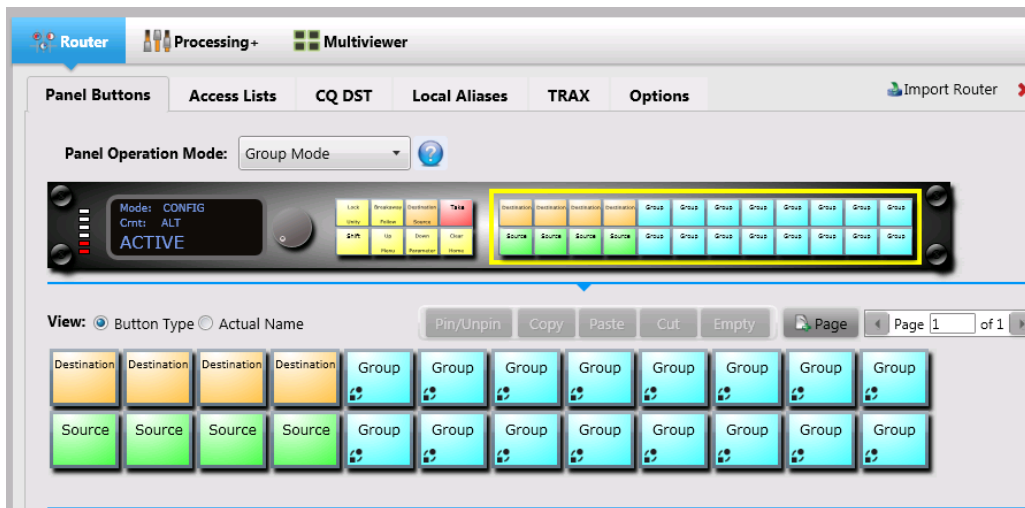 Router Processing+ Multiviewer
Panel Buttons Access Lists CQ DST Local Aliases TRAX Options Import Router
Panel Operation Mode: Group Mode
Mode: CONFIG
Cmt: ALT
ACTIVE
Lock Breakaway Destination Take
Unity Follow Source
Shift Up Down Clear
Menu Parameter Home
Destination Destination Destination Destination Group Group Group Group Group Group Group Group
Source Source Source Source Group Group Group Group Group Group Group Group
View: Button Type Actual Name Pin/Unpin Copy Paste Cut Empty Page Page 1 of 1
Destination Destination Destination Destination Group Group Group Group Group Group Group Group
Source Source Source Source Group Group Group Group Group Group Group Group